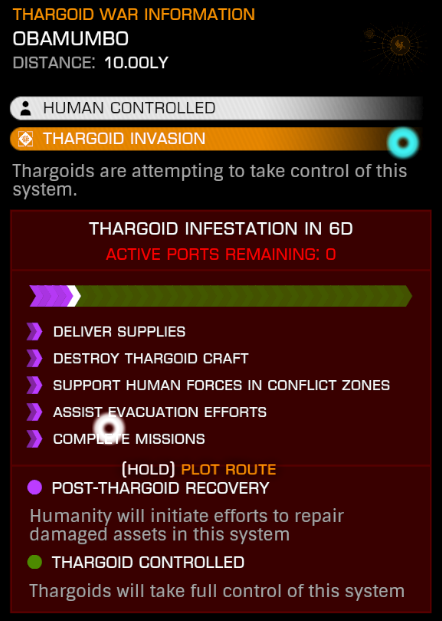 THARGOID WAR INFORMATION
OBAMUMBO
DISTANCE: 10.00LY
HUMAN CONTROLLED
THARGOID INVASION
Thargoids are attempting to take control of this
system.
THARGOID INFESTATION IN 6D
ACTIVE PORTS REMAINING: 0
DELIVER SUPPLIES
DESTROY THARGOID CRAFT
SUPPORT HUMAN FORCES IN CONFLICT ZONES
ASSIST EVACUATION EFFORTS
COMPLETE MISSIONS
(HOLD) PLOT ROUTE
POST-THARGOID RECOVERY
Humanity will initiate efforts to repair
damaged assets in this system
THARGOID CONTROLLED
Thargoids will take full control of this system